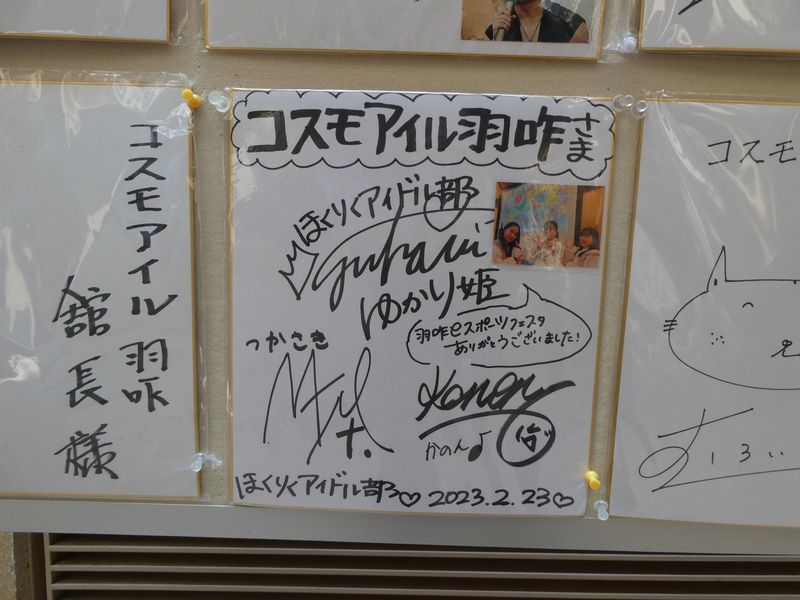 コスモアイル羽咋
舘長様
コスモアイル羽咋さま
ほくりくアイドル部
Yukari
ゆかり姫
羽咋eスポーツフェスタ
ありがとうございました!
つかさき
Kanon
かのん♪
ほくりくアイドル部♡ 2023.2.23♡
コスモ